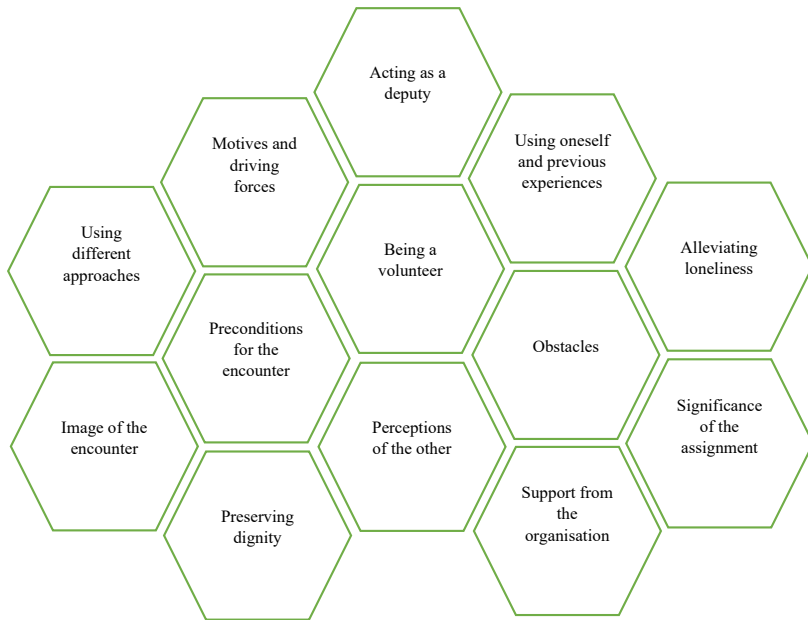 Acting as a
deputy
Motives and
driving
forces
Using oneself
and previous
experiences
Using
different
approaches
Being a
volunteer
Alleviating
loneliness
Preconditions
for the
encounter
Obstacles
Image of the
encounter
Perceptions
of the other
Significance
of the
assignment
Preserving
dignity
Support from
the
organisation